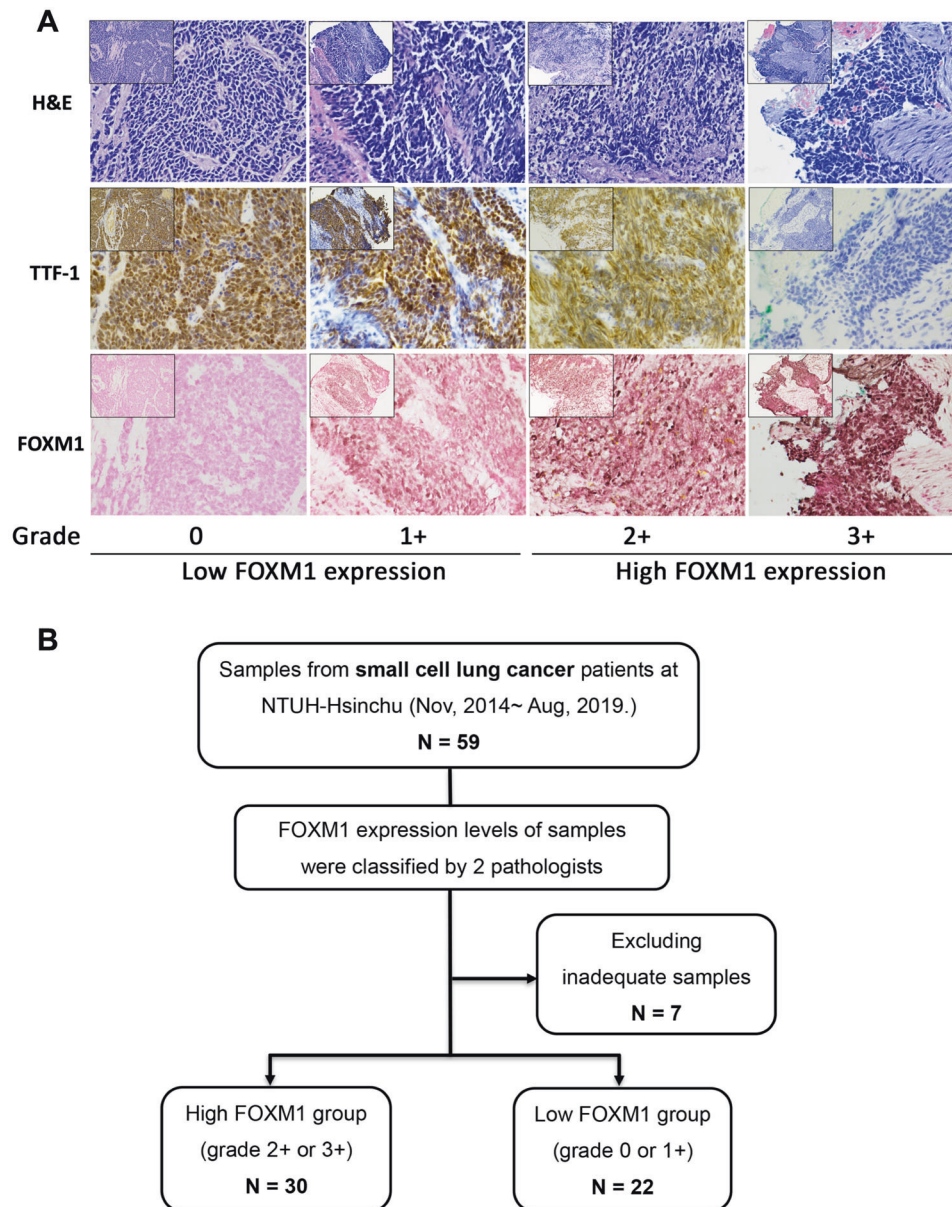 A
H&E
TTF-1
FOXM1
Grade 0 1+ 2+ 3+
Low FOXM1 expression High FOXM1 expression
B
Samples from small cell lung cancer patients at
NTUH-Hsinchu (Nov, 2014~ Aug, 2019.)
N = 59
FOXM1 expression levels of samples
were classified by 2 pathologists
Excluding
inadequate samples
N = 7
High FOXM1 group
(grade 2+ or 3+)
N = 30
Low FOXM1 group
(grade 0 or 1+)
N = 22